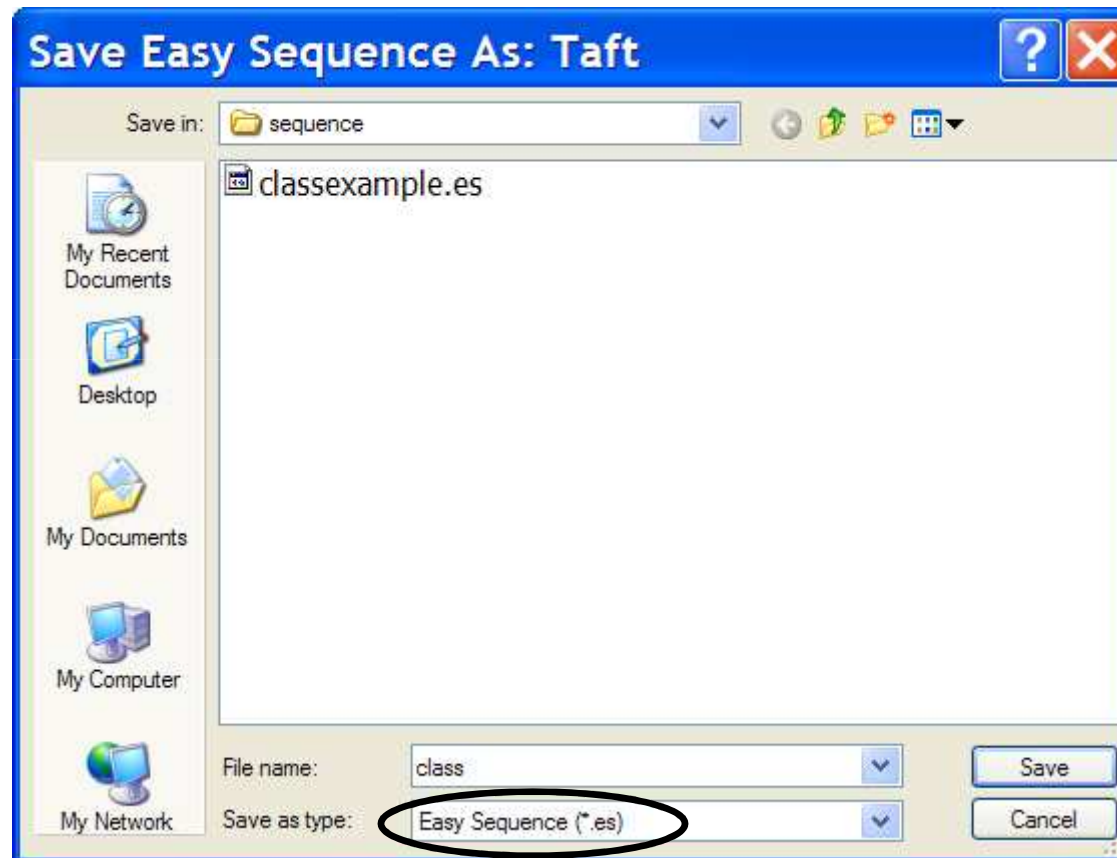 Save Easy Sequence As: Taft
?
Save in:
sequence
classexample.es
My Recent
Documents
Desktop
My Documents
My Computer
My Network
File name:
class
Save
Save as type:
Easy Sequence (*.es)
Cancel